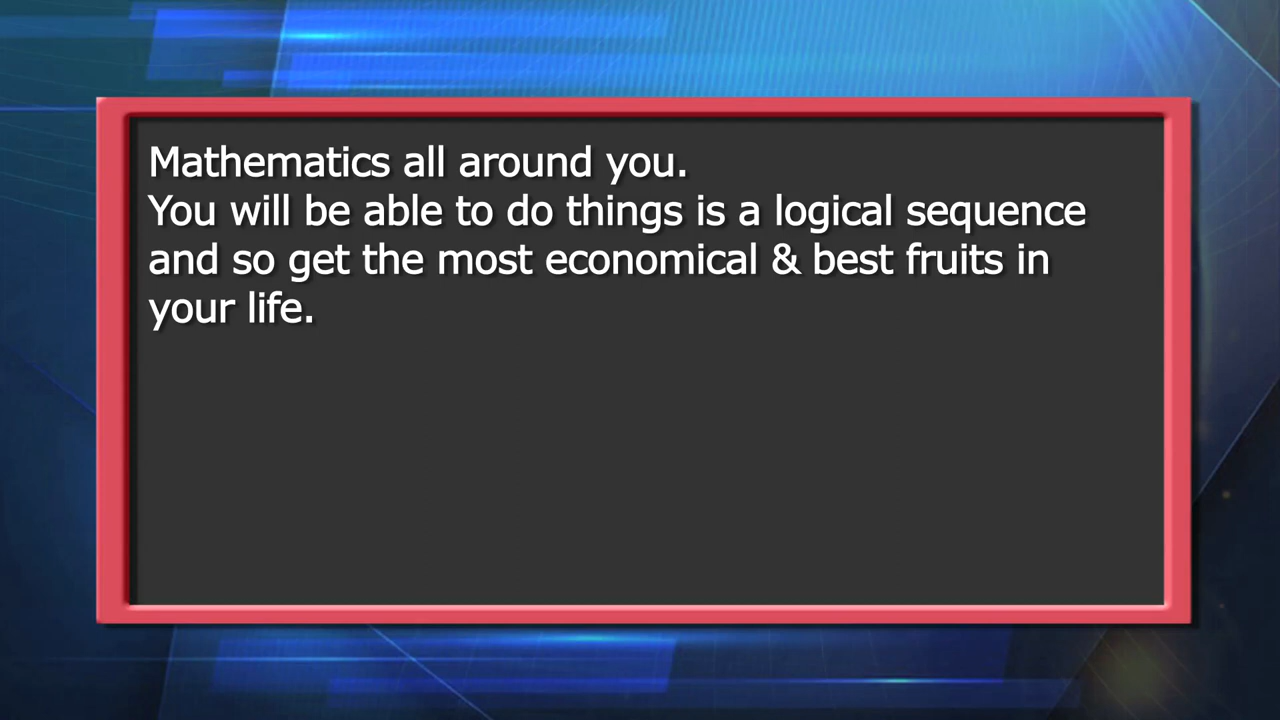 Mathematics all around you.
You will be able to do things is a logical sequence
and so get the most economical & best fruits in
your life.